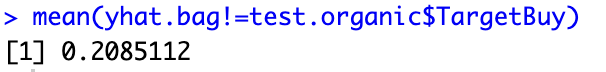 > mean(yhat.bag!=test.organic$TargetBuy)
[1] 0.2085112